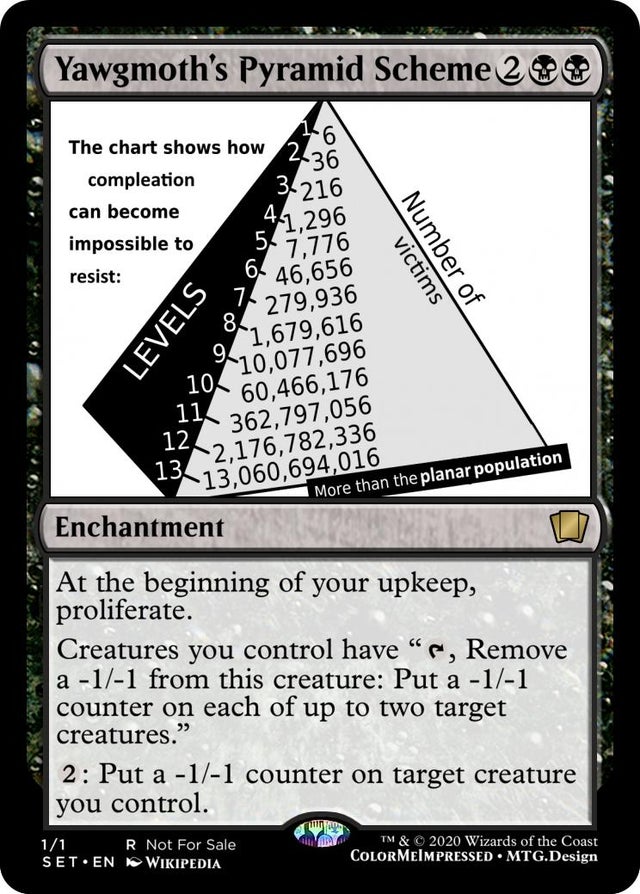 Yawgmoth's Pyramid Scheme 2
The chart shows how
compleation
can become
impossible to
resist:
LEVELS
Number of
victims
1 6
2 36
3 216
4 1,296
5 7,776
6 46,656
7 279,936
8 1,679,616
9 10,077,696
10 60,466,176
11 362,797,056
12 2,176,782,336
13 13,060,694,016
More than the planar population
Enchantment
At the beginning of your upkeep,
proliferate.
Creatures you control have “ , Remove
a -1/-1 from this creature: Put a -1/-1
counter on each of up to two target
creatures.”
2: Put a -1/-1 counter on target creature
you control.
1/1 R Not For Sale
SET • EN WIKIPEDIA
™ & © 2020 Wizards of the Coast
COLORMEIMPRESSED • MTG.DESIGN